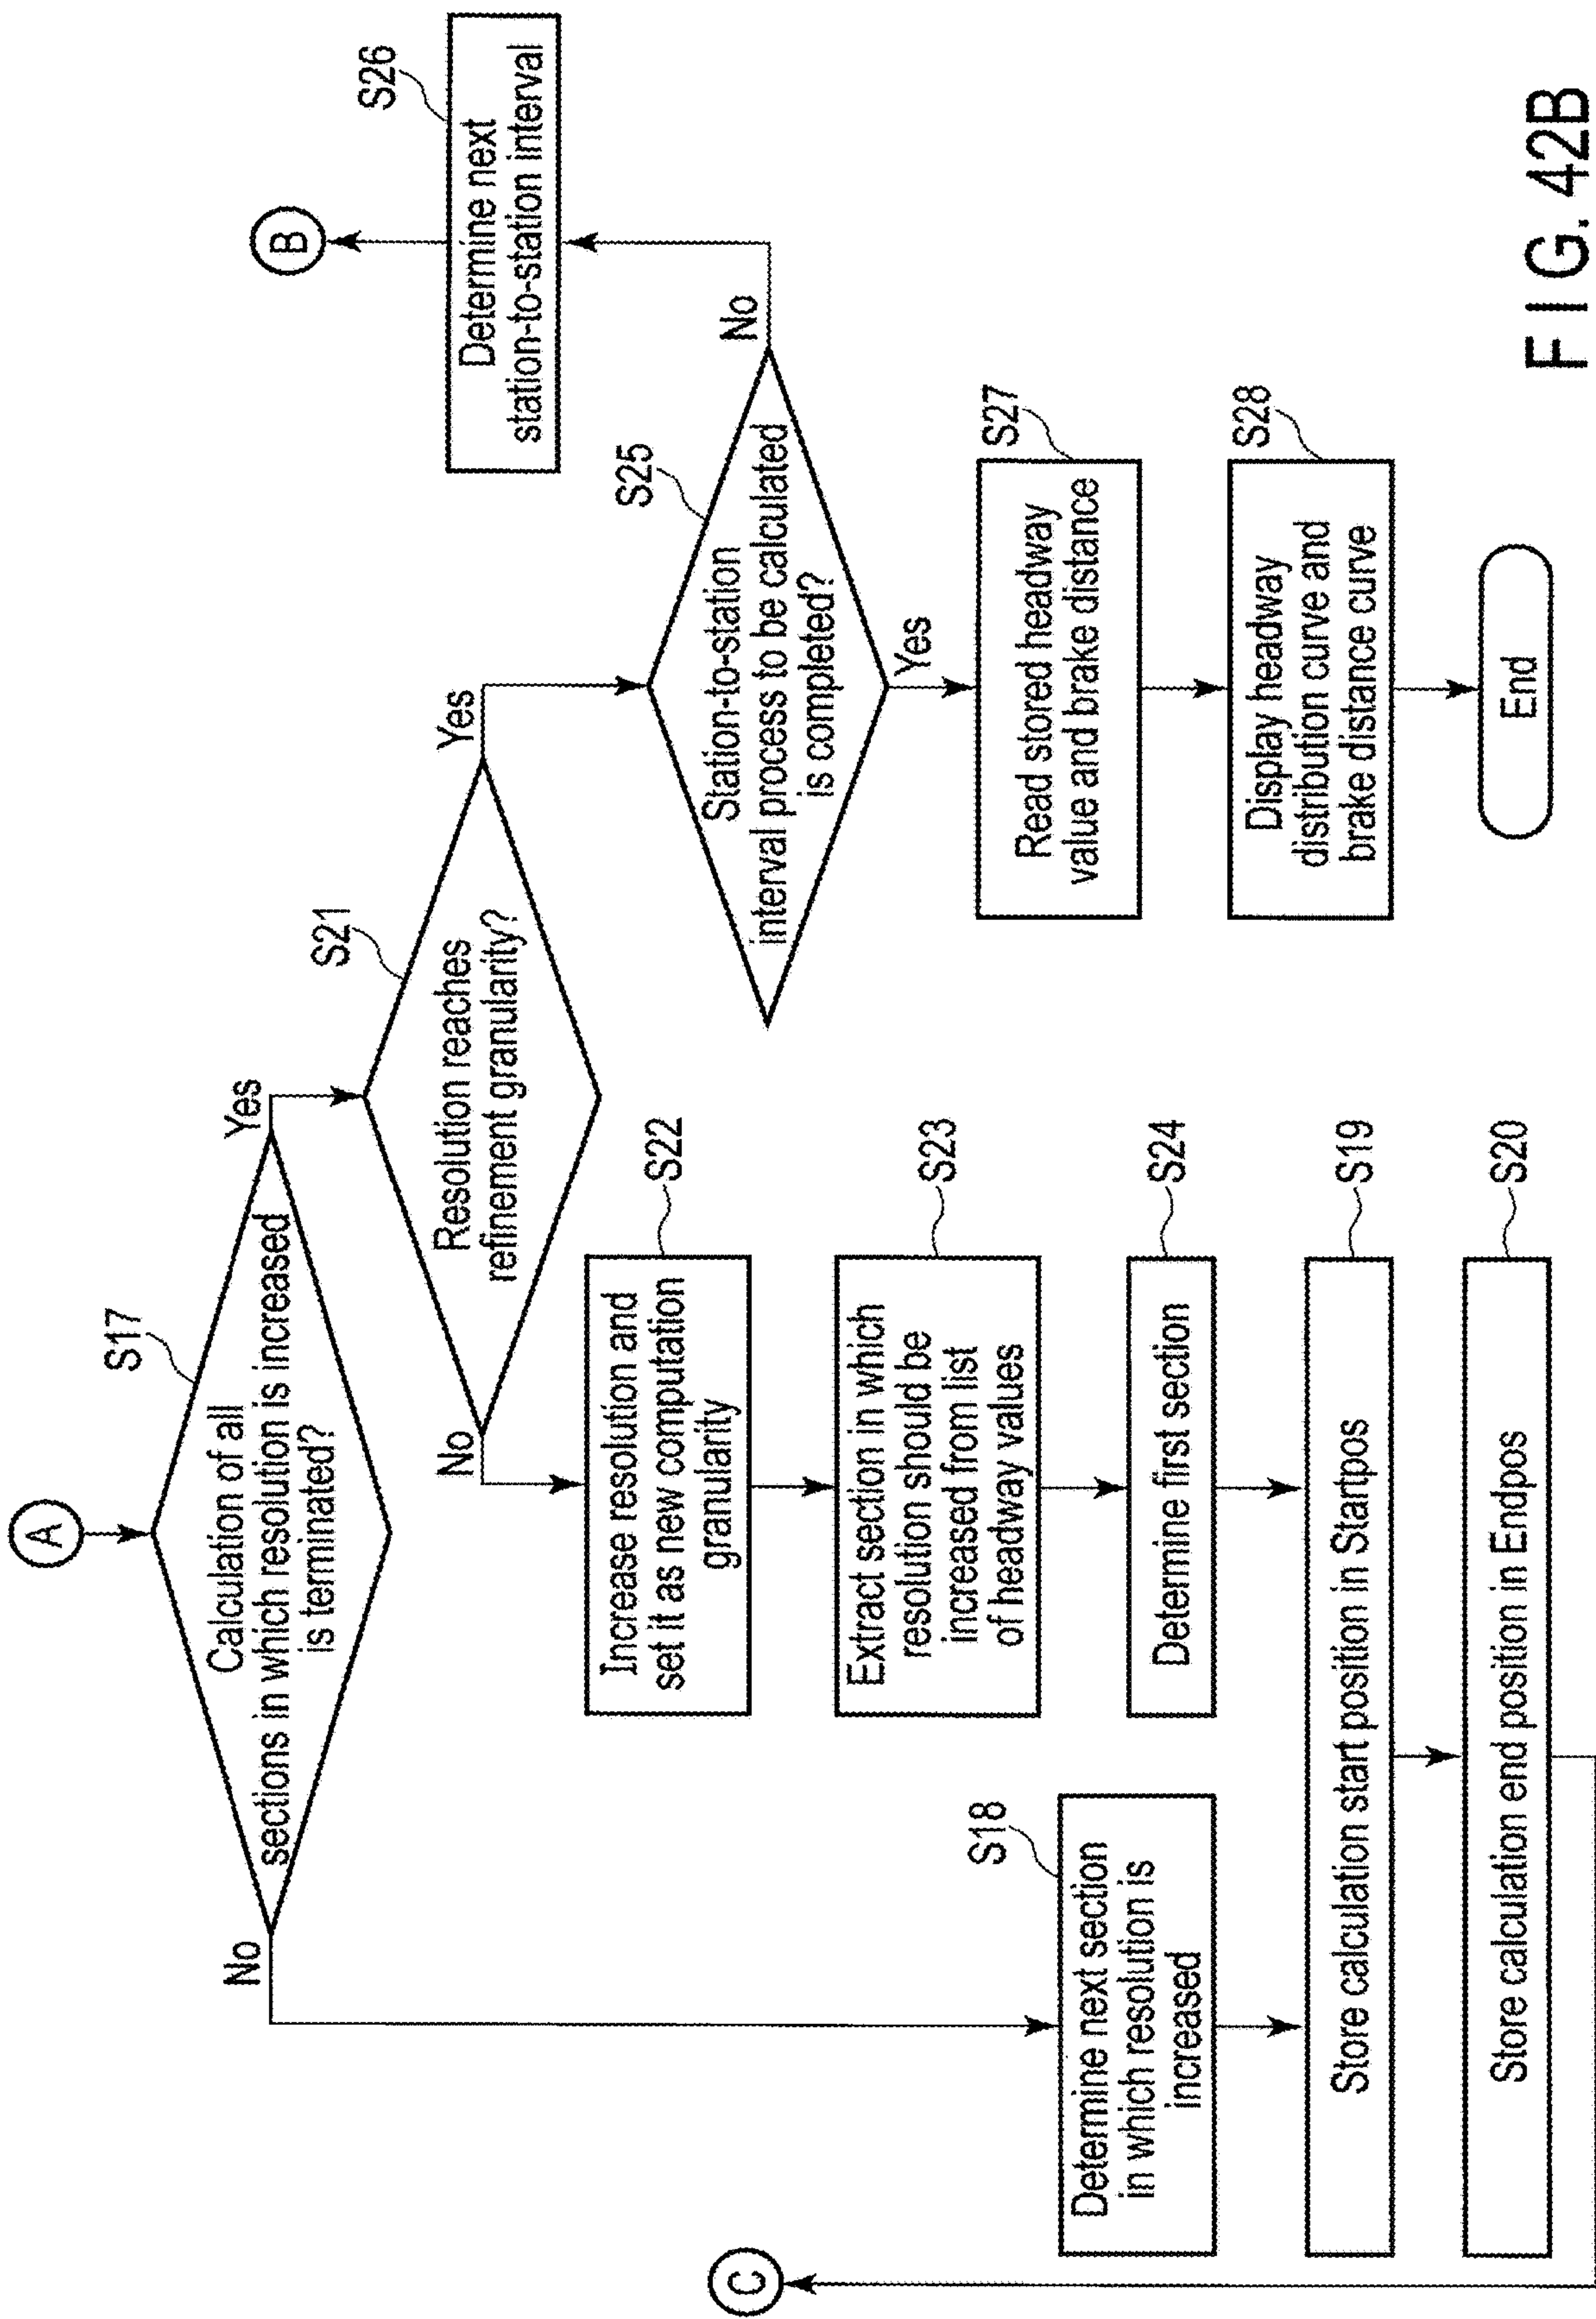 A
S17
Calculation of all
sections in which resolution is increased
is terminated?
No
Yes
S21
Resolution reaches
refinement granularity?
No
Yes
S22
Increase resolution and
set it as new computation
granularity
S23
Extract section in which
resolution should be
increased from list
of headway values
S24
Determine first section
S18
Determine next section
in which resolution is
increased
S19
Store calculation start position in Startpos
S20
Store calculation end position in Endpos
C
S25
Station-to-station
interval process to be calculated
is completed?
No
Yes
S26
Determine next
station-to-station interval
B
S27
Read stored headway
value and brake distance
S28
Display headway
distribution curve and
brake distance curve
End
FIG. 42B